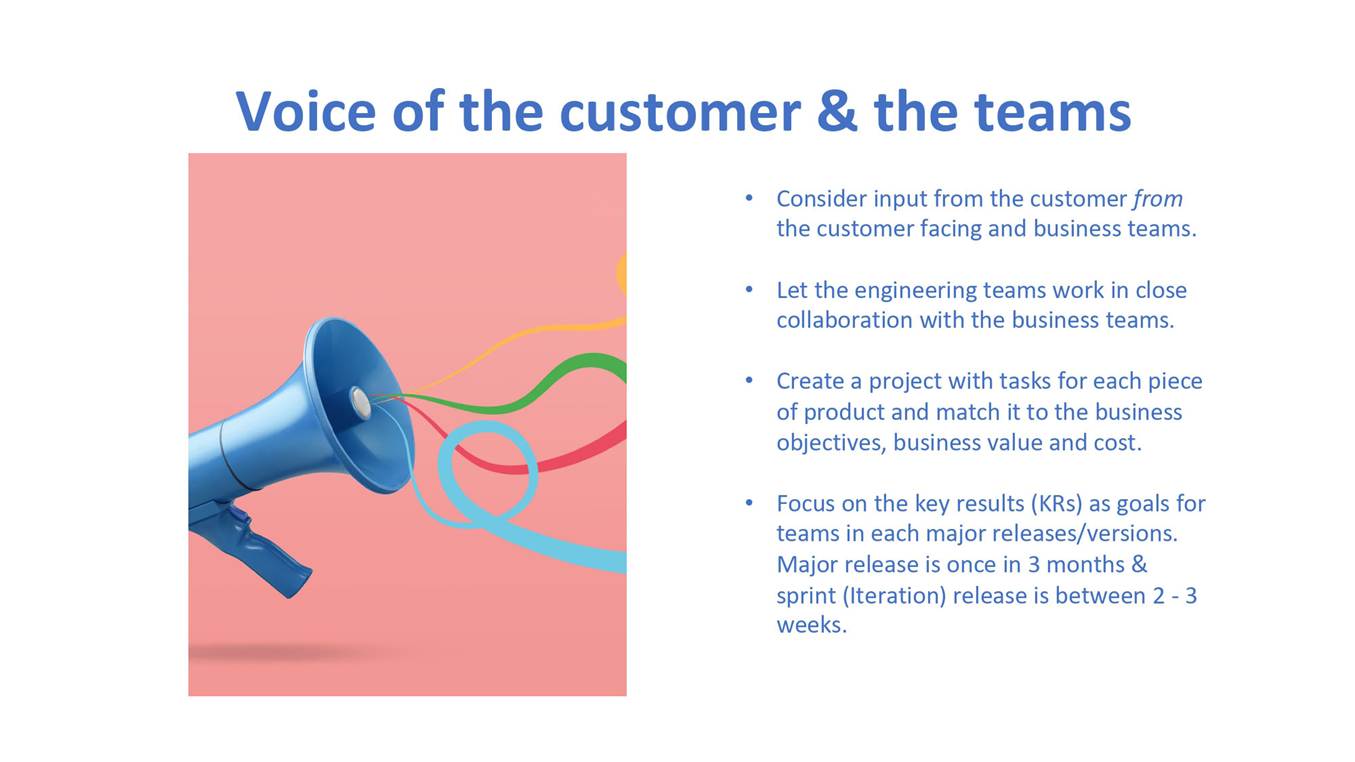 Voice of the customer & the teams
• Consider input from the customer from
the customer facing and business teams.
• Let the engineering teams work in close
collaboration with the business teams.
• Create a project with tasks for each piece
of product and match it to the business
objectives, business value and cost.
• Focus on the key results (KRs) as goals for
teams in each major releases/versions.
Major release is once in 3 months &
sprint (Iteration) release is between 2 - 3
weeks.